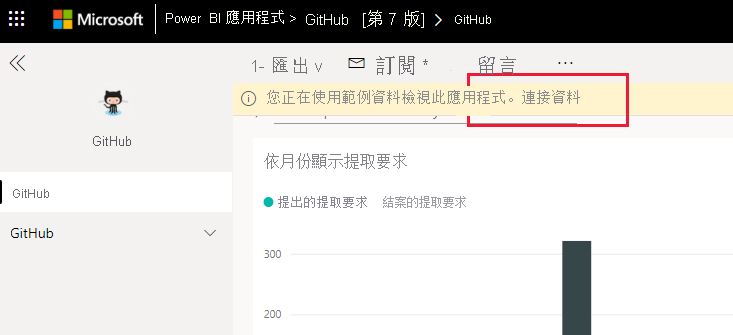 Microsoft Power BI 應用程式 > GitHub [第 7 版] > GitHub
1- 匯出 ∨ 訂閱 * 留言 ...
您正在使用範例資料檢視此應用程式。連接資料
GitHub
GitHub
GitHub
依月份顯示提取要求
提出的提取要求 結案的提取要求
300
200